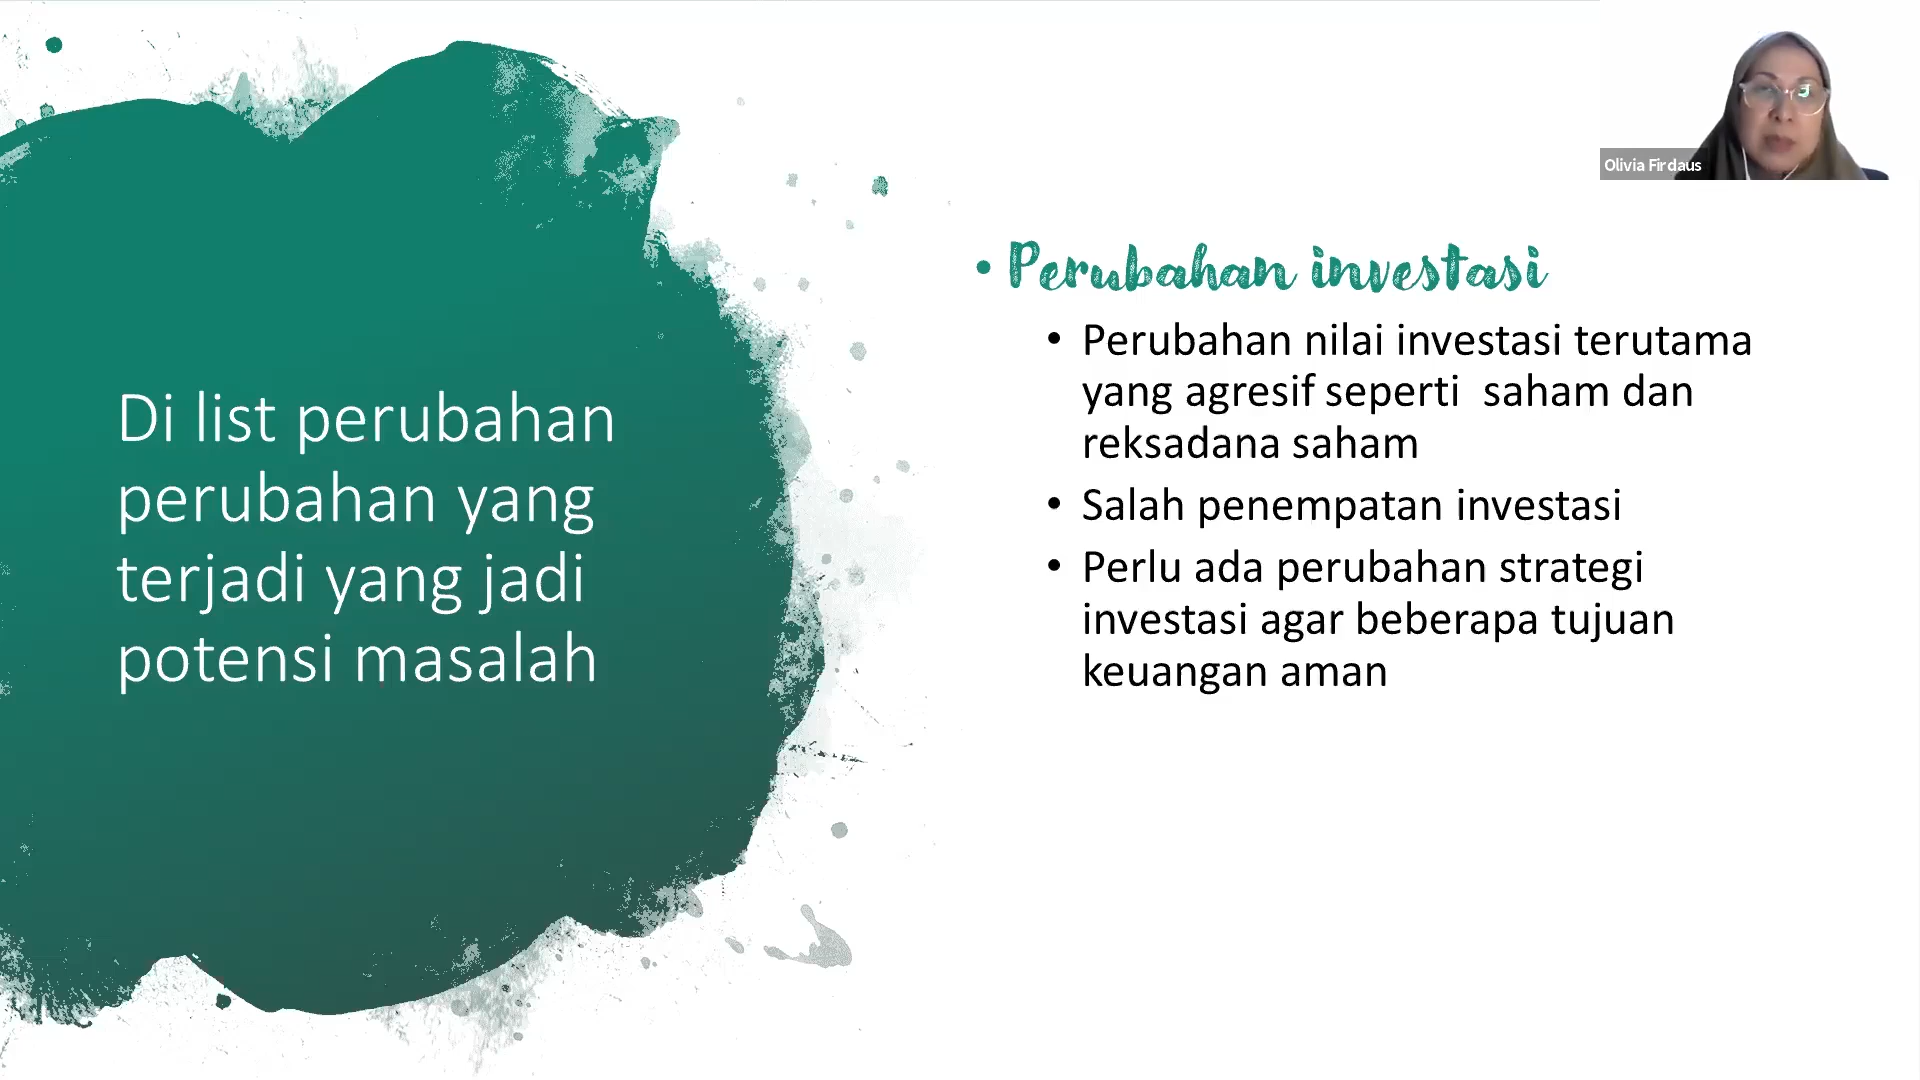 Olivia Firdaus
Di list perubahan
perubahan yang
terjadi yang jadi
potensi masalah
• Perubahan investasi
• Perubahan nilai investasi terutama
yang agresif seperti  saham dan
reksadana saham
• Salah penempatan investasi
• Perlu ada perubahan strategi
investasi agar beberapa tujuan
keuangan aman